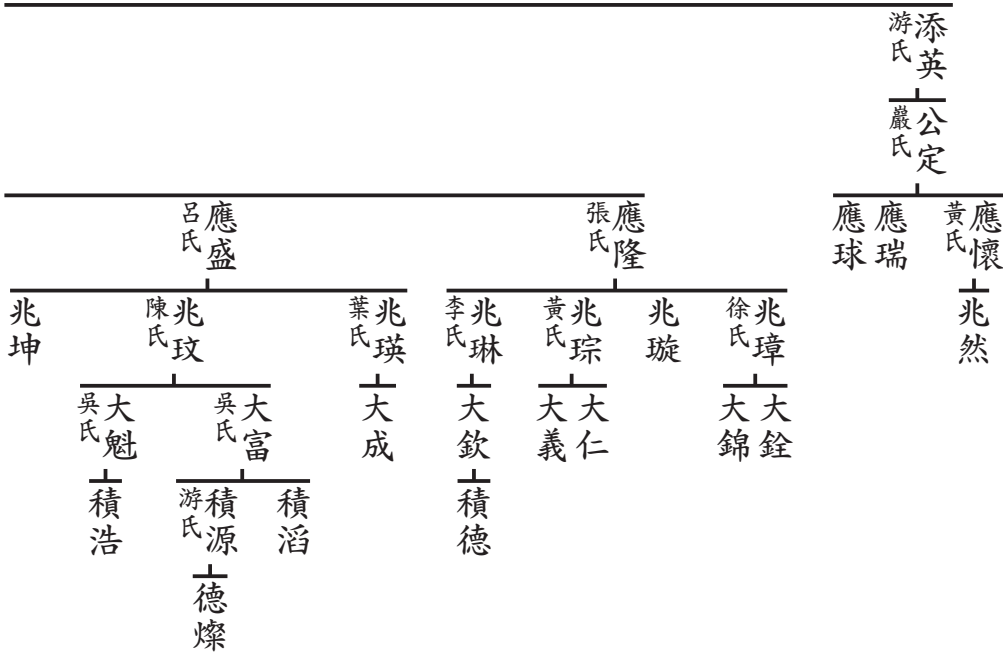 添英
游氏
公定
嚴氏
應懷
黃氏
應瑞
應球
應隆
張氏
應盛
呂氏
兆然
兆璋
徐氏
兆璇
兆琮
黃氏
兆琳
李氏
兆瑛
葉氏
兆玟
陳氏
兆坤
大銓
大錦
大仁
大義
大欽
大成
大富
吳氏
大魁
吳氏
積德
積滔
積源
游氏
積浩
德燦